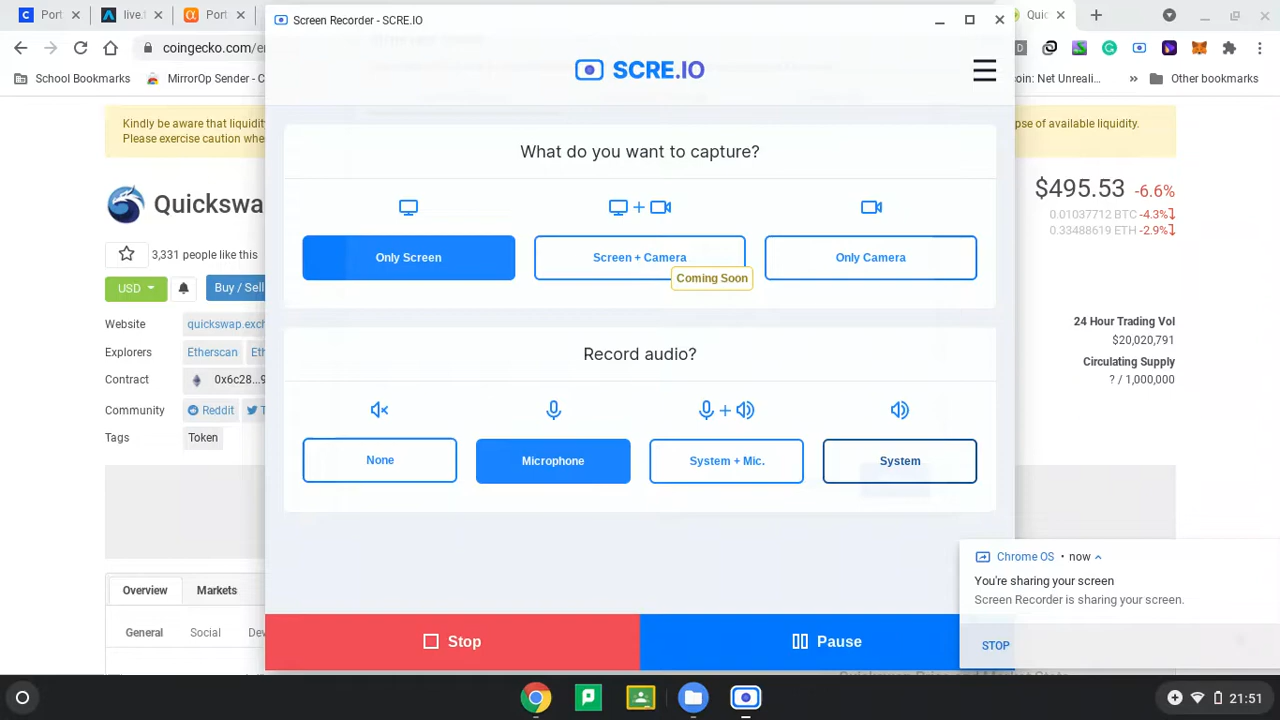 Port
live.
Port
Screen Recorder - SCRE.IO
Quic
coingecko.com/e
School Bookmarks
MirrorOp Sender - C
SCRE.IO
coin: Net Unreali...
»
Other bookmarks
Kindly be aware that liquidity
pse of available liquidity.
Please exercise caution whe
What do you want to capture?
Quickswa
$495.53 -6.6%
0.01037712 BTC -4.3%
0.33488619 ETH -2.9%
3,331 people like this
Only Screen
Screen + Camera
Only Camera
Coming Soon
USD
Buy / Sell
Website
quickswap.exch
24 Hour Trading Vol
$20,020,791
Explorers
Etherscan
Et
Record audio?
Circulating Supply
Contract
0x6c28...9
? / 1,000,000
Community
Reddit
T
Tags
Token
None
Microphone
System + Mic.
System
Chrome OS • now
You're sharing your screen
Screen Recorder is sharing your screen.
Overview
Markets
General
Social
Dev
Stop
Pause
STOP
21:51